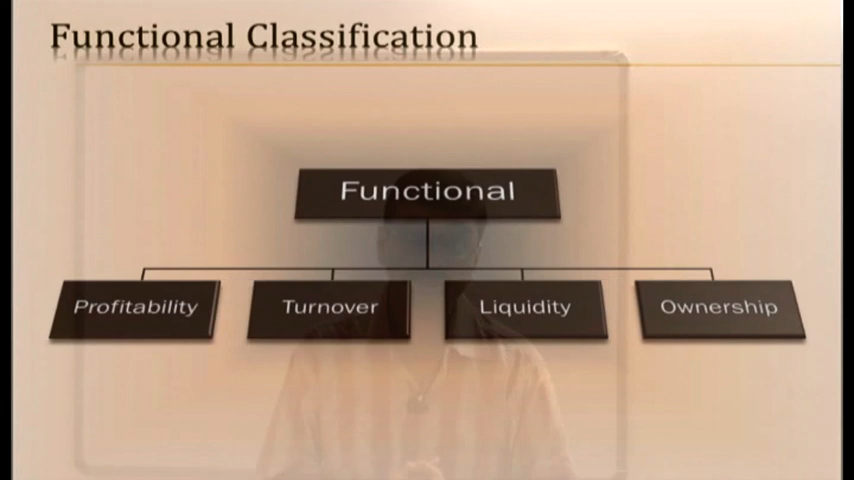 Functional Classification
Functional
Profitability
Turnover
Liquidity
Ownership